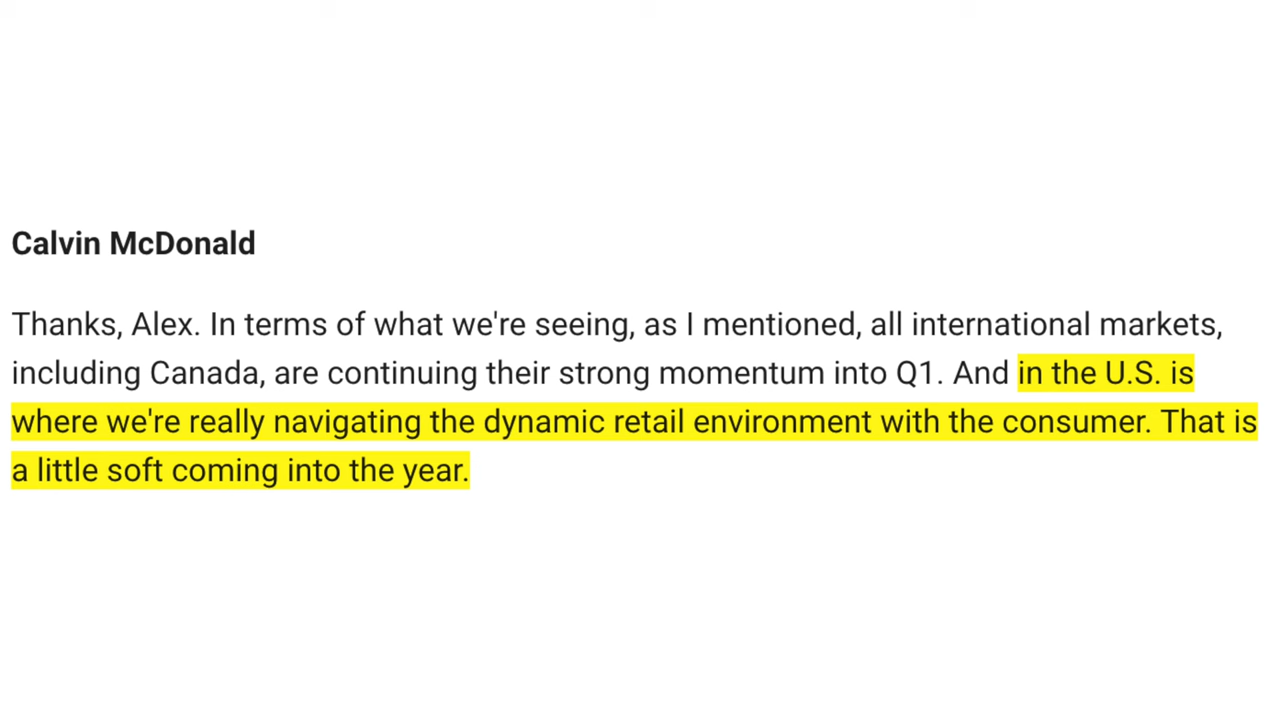 Calvin McDonald
Thanks, Alex. In terms of what we're seeing, as I mentioned, all international markets,
including Canada, are continuing their strong momentum into Q1. And in the U.S. is
where we're really navigating the dynamic retail environment with the consumer. That is
a little soft coming into the year.